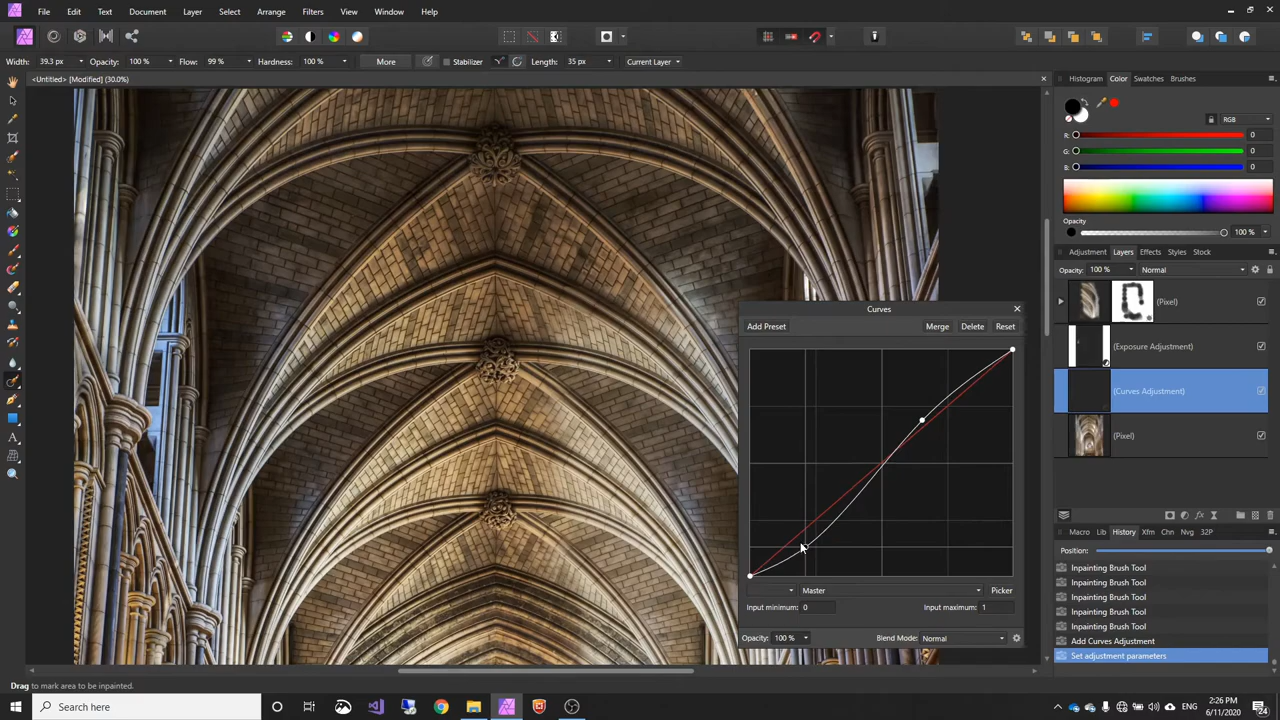 File Edit Text Document Layer Select Arrange Filters View Window Help
Width: 39.3 px Opacity: 100 % Flow: 99 % Hardness: 100 % More Stabilizer Length: 35 px Current Layer
<Untitled> [Modified] (30.0%)
Histogram Color Swatches Brushes
RGB
R: 0
G: 0
B: 0
Opacity
100 %
Adjustment Layers Effects Styles Stock
Opacity: 100 % Normal
(Pixel)
(Exposure Adjustment)
(Curves Adjustment)
(Pixel)
Curves
Add Preset Merge Delete Reset
Master Picker
Input minimum: 0 Input maximum: 1
Opacity: 100 % Blend Mode: Normal
Macro Lib History Xfm Chn Nvg 32P
Position:
Inpainting Brush Tool
Inpainting Brush Tool
Inpainting Brush Tool
Inpainting Brush Tool
Inpainting Brush Tool
Add Curves Adjustment
Set adjustment parameters
Drag to mark area to be inpainted.
Search here
ENG
2:26 PM
6/11/2020
24